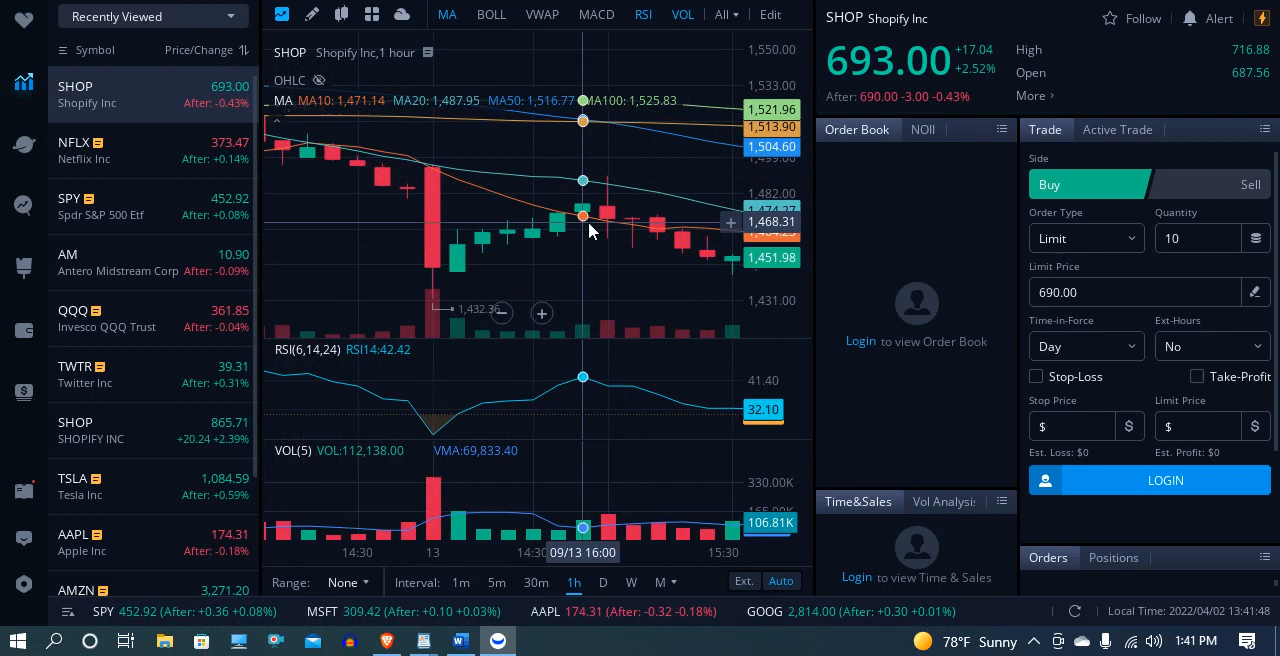 Recently Viewed
Symbol Price/Change
SHOP 693.00
Shopify Inc After: -0.43%
NFLX 373.47
Netflix Inc After: +0.14%
SPY 452.92
Spdr S&P 500 Etf After: +0.08%
AM 10.90
Antero Midstream Corp After: -0.09%
QQQ 361.85
Invesco QQQ Trust After: -0.04%
TWTR 39.31
Twitter Inc After: +0.31%
SHOP 865.71
SHOPIFY INC +20.24 +2.39%
TSLA 1,084.59
Tesla Inc After: +0.59%
AAPL 174.31
Apple Inc After: -0.18%
AMZN 3,271.20
MA BOLL VWAP MACD RSI VOL All Edit
SHOP Shopify Inc,1 hour
OHLC
MA MA10: 1,471.14 MA20: 1,487.95 MA50: 1,516.77 MA100: 1,525.83
1,550.00
1,533.00
1,521.96
1,513.90
1,504.60
1,499.00
1,482.00
1,474.27
1,468.31
1,464.25
1,451.98
1,431.00
1,432.36
RSI(6,14,24) RSI14:42.42
41.40
32.10
VOL(5) VOL:112,138.00 VMA:69,833.40
330.00K
165.00K
106.81K
14:30 13 14:30 09/13 16:00 15:30
Range: None Interval: 1m 5m 30m 1h D W M Ext. Auto
SHOP Shopify Inc Follow Alert
693.00 +17.04 +2.52%
After: 690.00 -3.00 -0.43%
High 716.88
Open 687.56
More
Order Book NOII
Login to view Order Book
Time&Sales Vol Analysis
Login to view Time & Sales
Trade Active Trade
Side
Buy Sell
Order Type Quantity
Limit 10
Limit Price
690.00
Time-in-Force Ext-Hours
Day No
Stop-Loss Take-Profit
Stop Price Limit Price
$ $ $ $
Est. Loss: $0 Est. Profit: $0
LOGIN
Orders Positions
SPY 452.92 (After: +0.36 +0.08%) MSFT 309.42 (After: +0.10 +0.03%) AAPL 174.31 (After: -0.32 -0.18%) GOOG 2,814.00 (After: +0.30 +0.01%) Local Time: 2022/04/02 13:41:48
78°F Sunny 1:41 PM